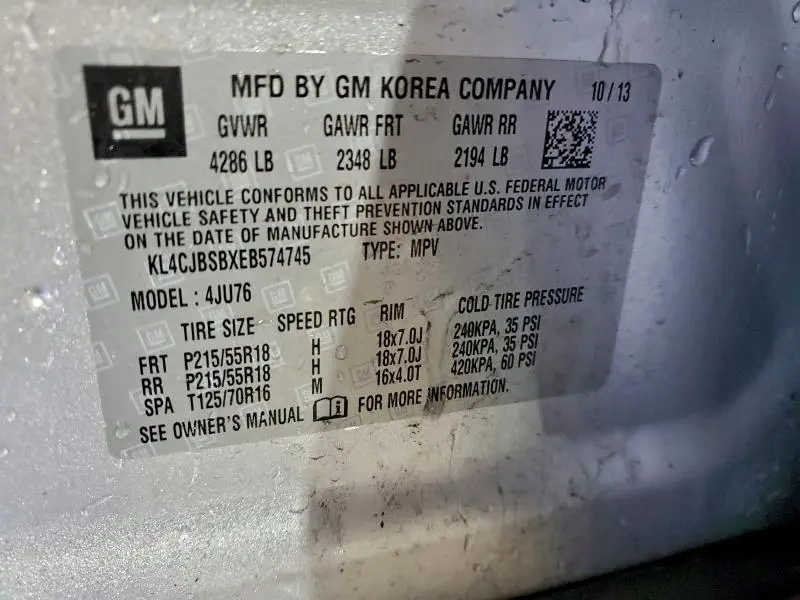 GM
MFD BY GM KOREA COMPANY 10/13
GVWR GAWR FRT GAWR RR
4286 LB 2348 LB 2194 LB
THIS VEHICLE CONFORMS TO ALL APPLICABLE U.S. FEDERAL MOTOR
VEHICLE SAFETY AND THEFT PREVENTION STANDARDS IN EFFECT
ON THE DATE OF MANUFACTURE SHOWN ABOVE.
KL4CJBSBXEB574745 TYPE: MPV
MODEL : 4JU76
TIRE SIZE SPEED RTG RIM COLD TIRE PRESSURE
FRT P215/55R18 H 18x7.0J 240KPA, 35 PSI
RR P215/55R18 H 18x7.0J 240KPA, 35 PSI
SPA T125/70R16 M 16x4.0T 420KPA, 60 PSI
SEE OWNER'S MANUAL i FOR MORE INFORMATION.